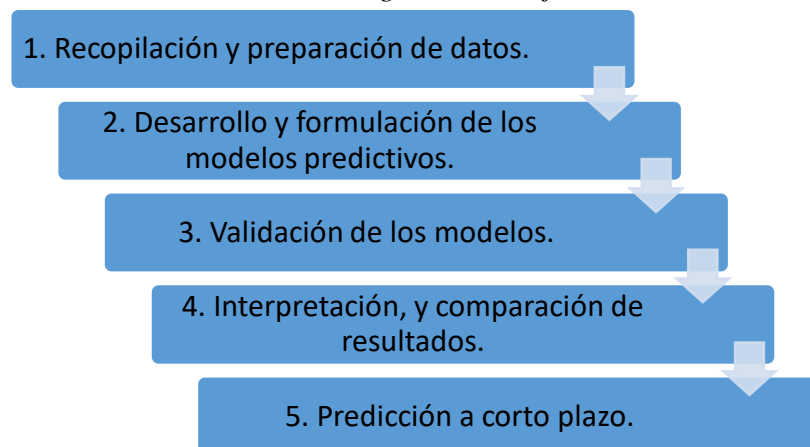 1. Recopilación y preparación de datos.
2. Desarrollo y formulación de los
modelos predictivos.
3. Validación de los modelos.
4. Interpretación, y comparación de
resultados.
5. Predicción a corto plazo.